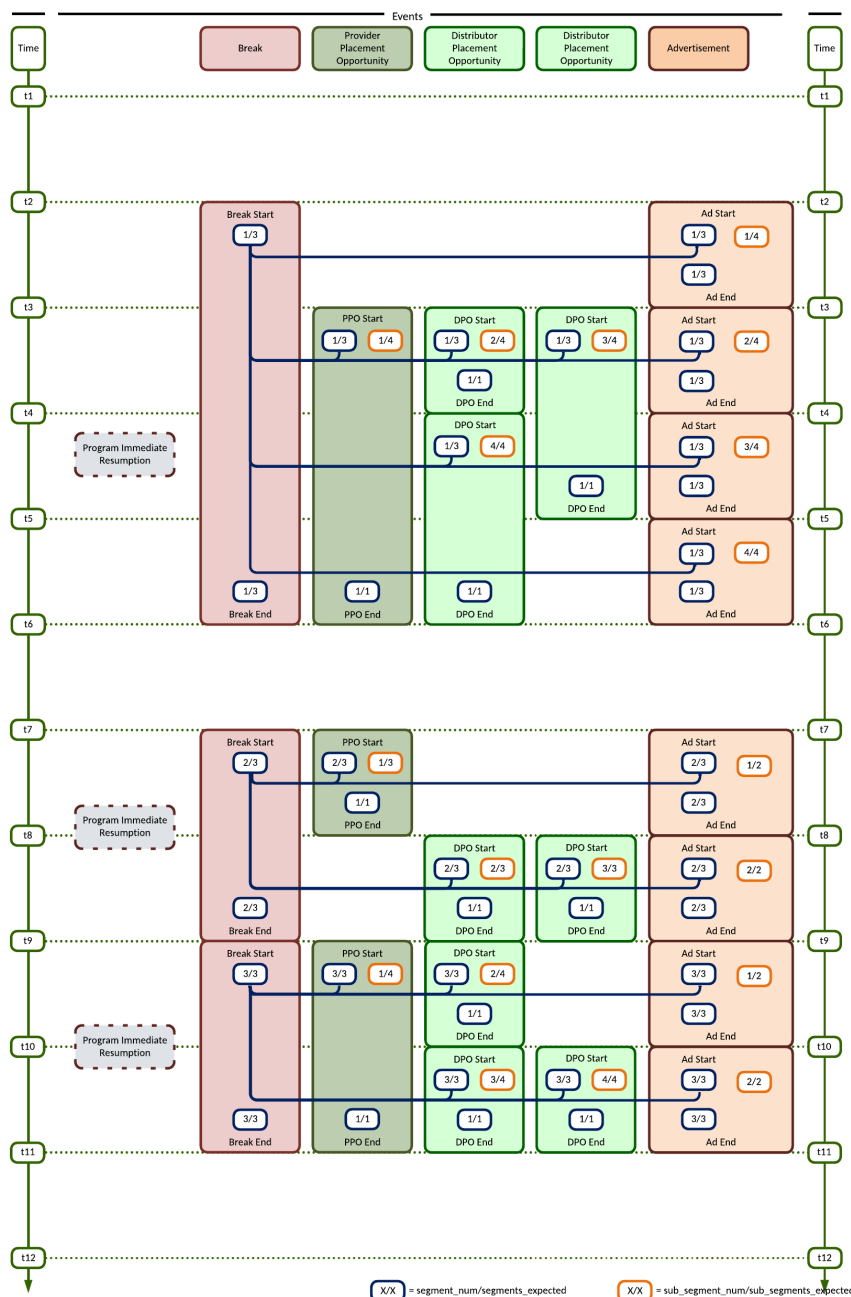 Events
Time
Break
Provider
Placement
Opportunity
Distributor
Placement
Opportunity
Distributor
Placement
Opportunity
Advertisement
Time
t1
t1
t2
t2
Break Start
Ad Start
1/3
1/3
1/4
1/3
Ad End
t3
t3
PPO Start
DPO Start
DPO Start
Ad Start
1/3
1/4
1/3
2/4
1/3
3/4
1/3
2/4
1/1
1/3
DPO End
Ad End
t4
t4
DPO Start
Ad Start
Program Immediate
Resumption
1/3
4/4
1/3
3/4
1/1
1/3
DPO End
Ad End
t5
t5
Ad Start
1/3
4/4
1/3
1/1
1/1
1/3
Break End
PPO End
DPO End
Ad End
t6
t6
t7
t7
Break Start
PPO Start
Ad Start
2/3
2/3
1/3
2/3
1/2
1/1
2/3
Program Immediate
Resumption
PPO End
Ad End
t8
t8
DPO Start
DPO Start
Ad Start
2/3
2/3
2/3
3/3
2/3
2/2
2/3
1/1
1/1
2/3
Break End
DPO End
DPO End
Ad End
t9
t9
Break Start
PPO Start
DPO Start
Ad Start
3/3
3/3
1/4
3/3
2/4
3/3
1/2
1/1
3/3
Program Immediate
Resumption
DPO End
Ad End
t10
t10
DPO Start
DPO Start
Ad Start
3/3
3/4
3/3
4/4
3/3
2/2
3/3
1/1
1/1
1/1
3/3
Break End
PPO End
DPO End
DPO End
Ad End
t11
t11
t12
t12
X/X = segment_num/segments_expected
X/X = sub_segment_num/sub_segments_expected